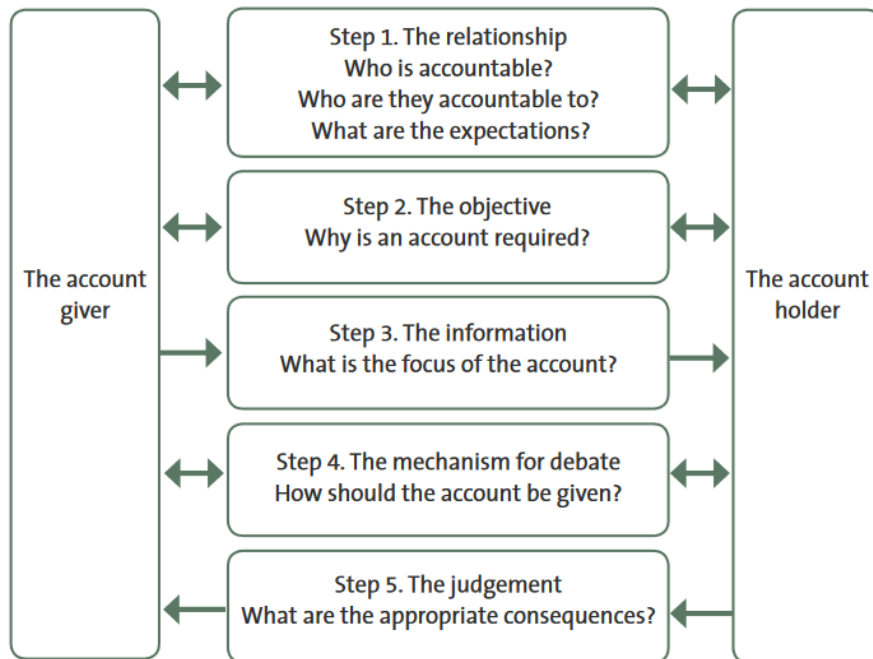 Step 1. The relationship
Who is accountable?
Who are they accountable to?
What are the expectations?
Step 2. The objective
Why is an account required?
The account
giver
The account
holder
Step 3. The information
What is the focus of the account?
Step 4. The mechanism for debate
How should the account be given?
Step 5. The judgement
What are the appropriate consequences?